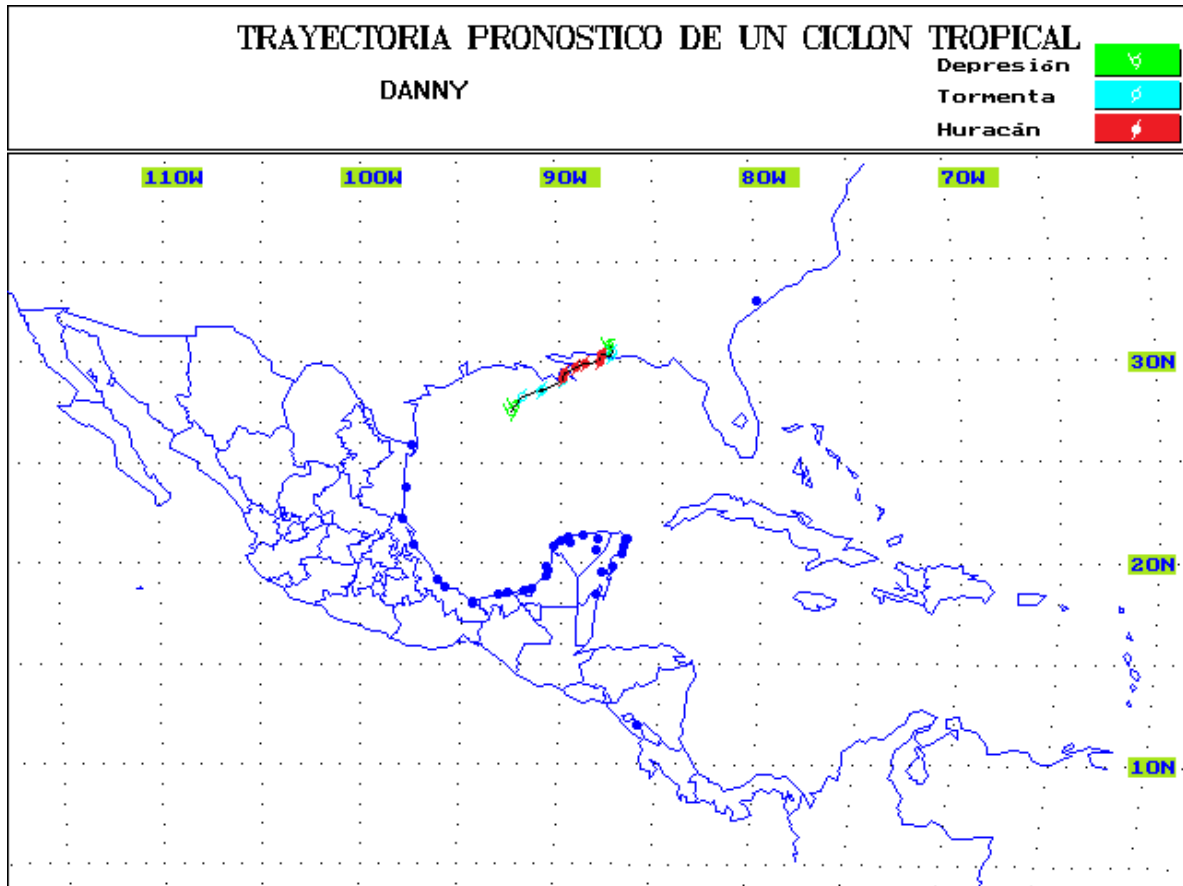 TRAYECTORIA PRONOSTICO DE UN CICLON TROPICAL
DANNY
Depresión
Tormenta
Huracán
110W 100W 90W 80W 70W
30N
20N
10N